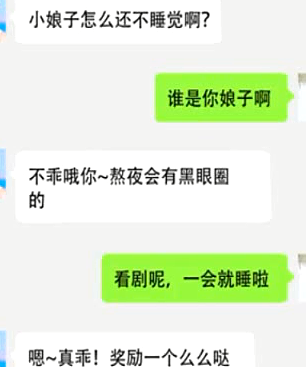 小娘子怎么还不睡觉啊？
谁是你娘子啊
不乖哦你~熬夜会有黑眼圈
的
看剧呢，一会就睡啦
嗯~真乖！奖励一个么么哒